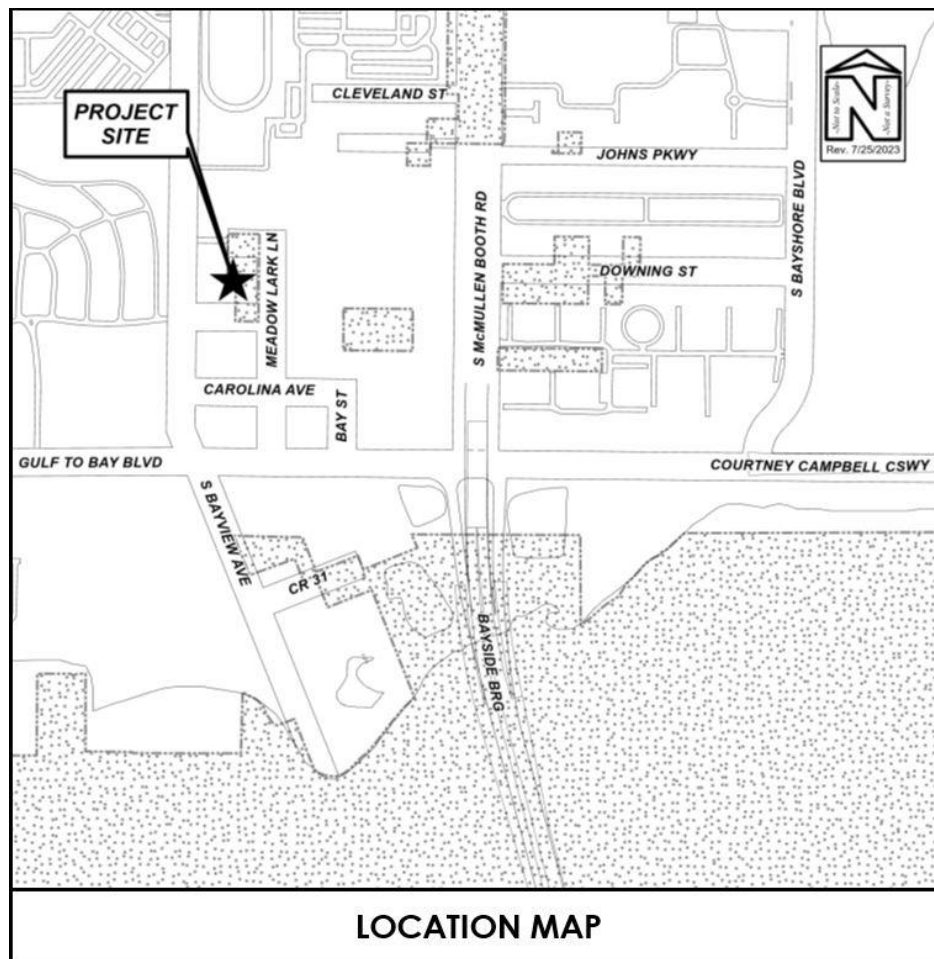 CLEVELAND ST
PROJECT
SITE
-Not to Scale-
N
-Not a Survey-
Rev. 7/25/2023
JOHNS PKWY
S McMULLEN BOOTH RD
S BAYSHORE BLVD
MEADOW LARK LN
DOWNING ST
CAROLINA AVE
BAY ST
GULF TO BAY BLVD
COURTNEY CAMPBELL CSWY
S BAYVIEW AVE
CR 31
BAYSIDE BRG
LOCATION MAP